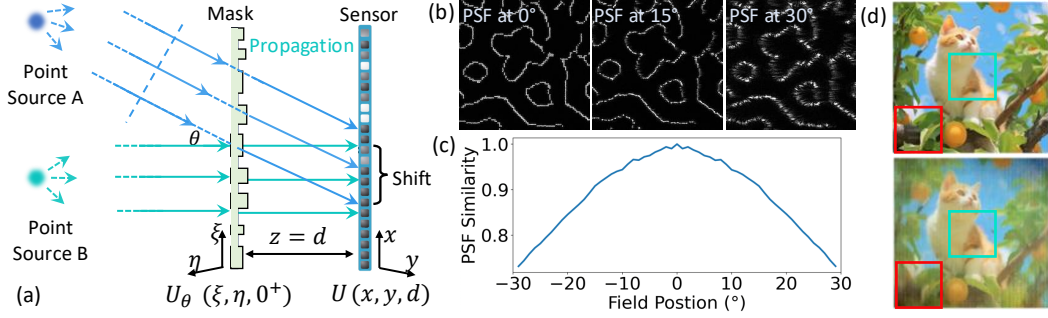 (a)
Mask
Sensor
Propagation
Point
Source A
θ
Shift
Point
Source B
ξ
η
z = d
x
y
U_θ (ξ, η, 0⁺)
U (x, y, d)
(b)
PSF at 0°
PSF at 15°
PSF at 30°
(c)
PSF Similarity
1.0
0.9
0.8
−30
−20
−10
0
10
20
30
Field Postion (°)
(d)